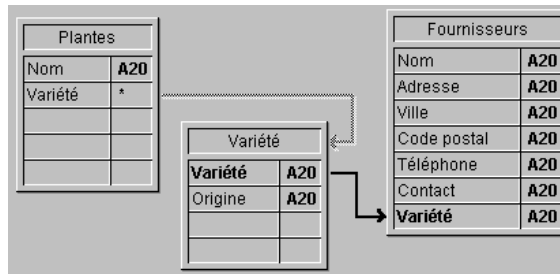 Plantes
Nom A20
Variété *
Variété
Variété A20
Origine A20
Fournisseurs
Nom A20
Adresse A20
Ville A20
Code postal A20
Téléphone A20
Contact A20
Variété A20